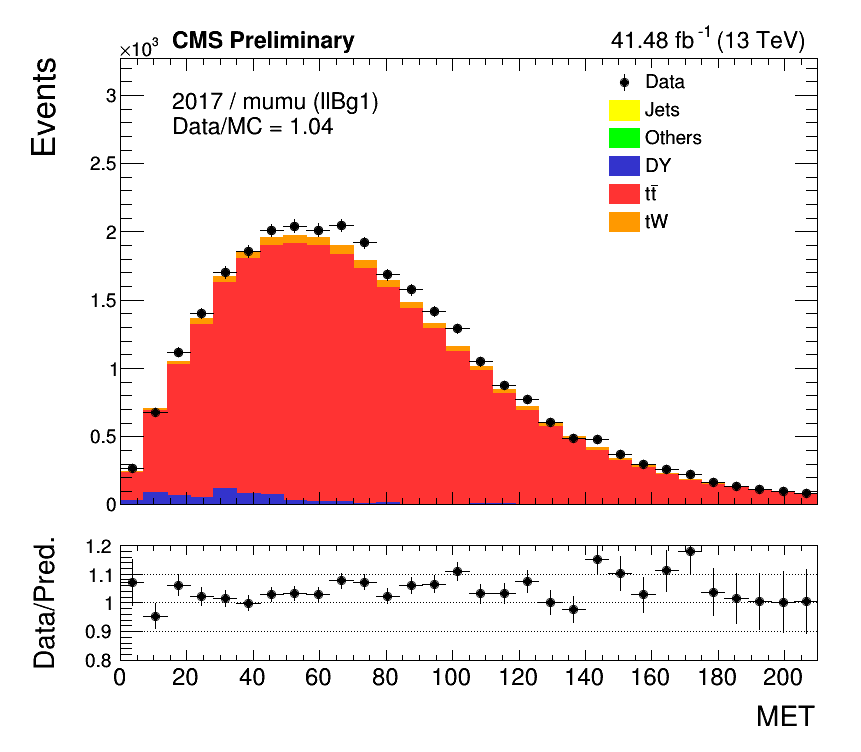 ×10³ CMS Preliminary 41.48 fb⁻¹ (13 TeV)
Events
2017 / mumu (llBg1)
Data/MC = 1.04
Data
Jets
Others
DY
tt̄
tW
3
2.5
2
1.5
1
0.5
0
Data/Pred.
1.2
1.1
1
0.9
0.8
0 20 40 60 80 100 120 140 160 180 200
MET